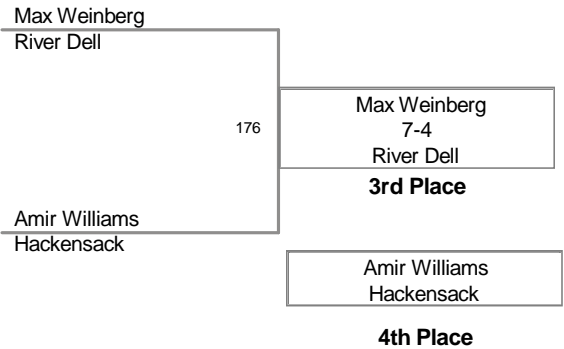 Max Weinberg
River Dell
176
Max Weinberg
7-4
River Dell
3rd Place
Amir Williams
Hackensack
Amir Williams
Hackensack
4th Place